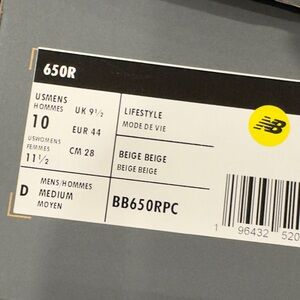 650R
USMENS
HOMMES
10
UK 9½
EUR 44
USWOMENS
FEMMES
11½
CM 28
LIFESTYLE
MODE DE VIE
BEIGE BEIGE
BEIGE BEIGE
D
MENS/HOMMES
MEDIUM
MOYEN
BB650RPC
NB
1 96432 520